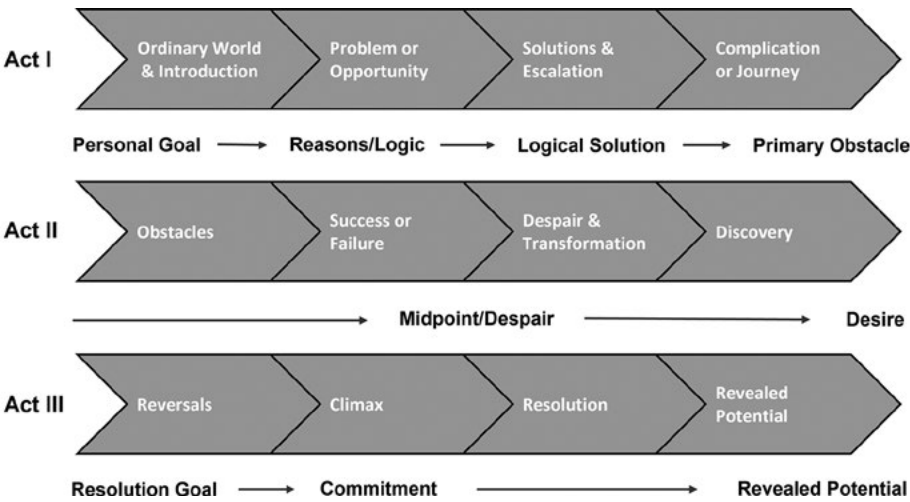 Act I
Ordinary World
& Introduction
Problem or
Opportunity
Solutions &
Escalation
Complication
or Journey
Personal Goal
Reasons/Logic
Logical Solution
Primary Obstacle
Act II
Obstacles
Success or
Failure
Despair &
Transformation
Discovery
Midpoint/Despair
Desire
Act III
Reversals
Climax
Resolution
Revealed
Potential
Resolution Goal
Commitment
Revealed Potential